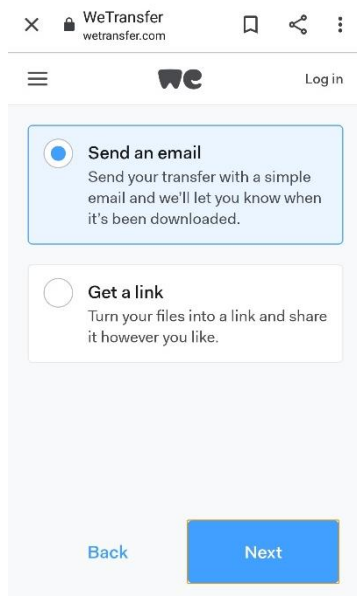 WeTransfer
wetransfer.com
we
Log in
Send an email
Send your transfer with a simple
email and we'll let you know when
it's been downloaded.
Get a link
Turn your files into a link and share
it however you like.
Back
Next